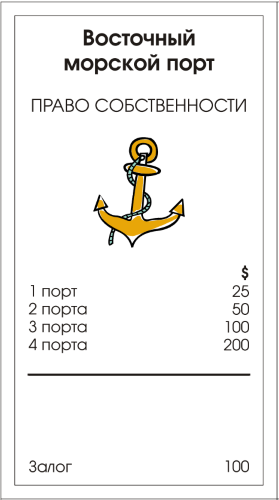 Восточный
морской порт
ПРАВО СОБСТВЕННОСТИ
$
1 порт 25
2 порта 50
3 порта 100
4 порта 200
Залог 100